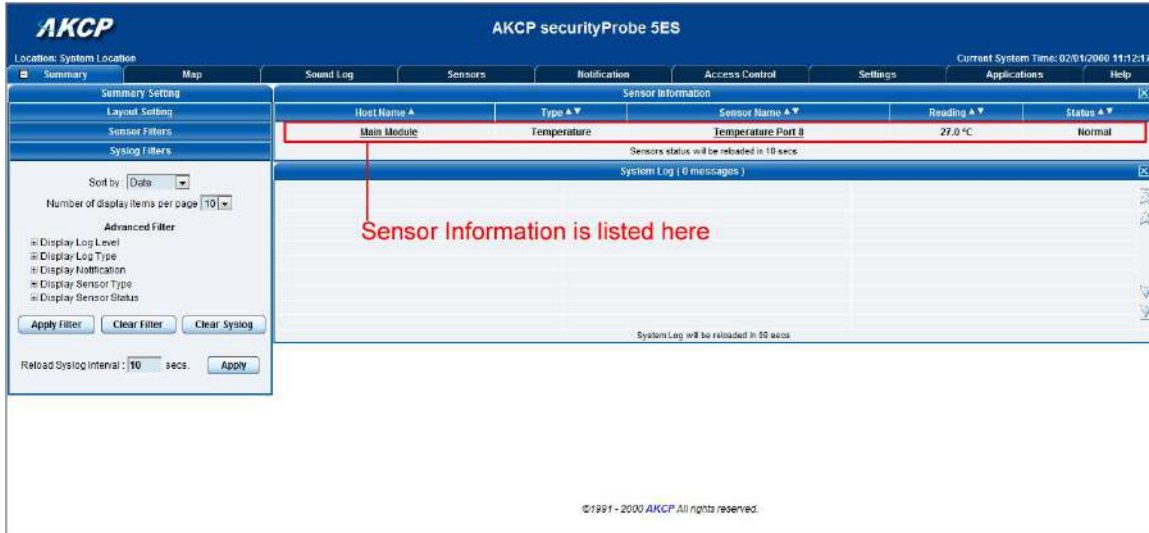 AKCP
AKCP securityProbe 5ES
Location: System Location
Current System Time: 02/01/2000 11:12:17
Summary Map Sound Log Sensors Notification Access Control Settings Applications Help
Summary Setting
Layout Setting
Sensor Filters
Syslog Filters
Sort by: Date
Number of display items per page 10
Advanced Filter
Display Log Level
Display Log Type
Display Notification
Display Sensor Type
Display Sensor Status
Apply Filter Clear Filter Clear Syslog
Reload Syslog Interval : 10 secs. Apply
Sensor Information
Host Name Type Sensor Name Reading Status
Main Module Temperature Temperature Port 8 27.0 °C Normal
Sensors status will be reloaded in 10 secs
System Log ( 0 messages )
Sensor Information is listed here
System Log will be reloaded in 09 secs
©1991 - 2000 AKCP All rights reserved.